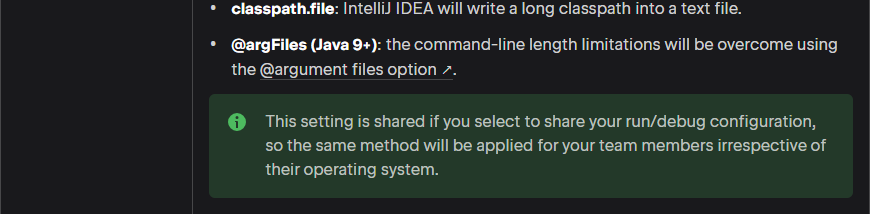 • classpath.file: IntelliJ IDEA will write a long classpath into a text file.
• @argFiles (Java 9+): the command-line length limitations will be overcome using
the @argument files option ↗.
This setting is shared if you select to share your run/debug configuration,
so the same method will be applied for your team members irrespective of
their operating system.